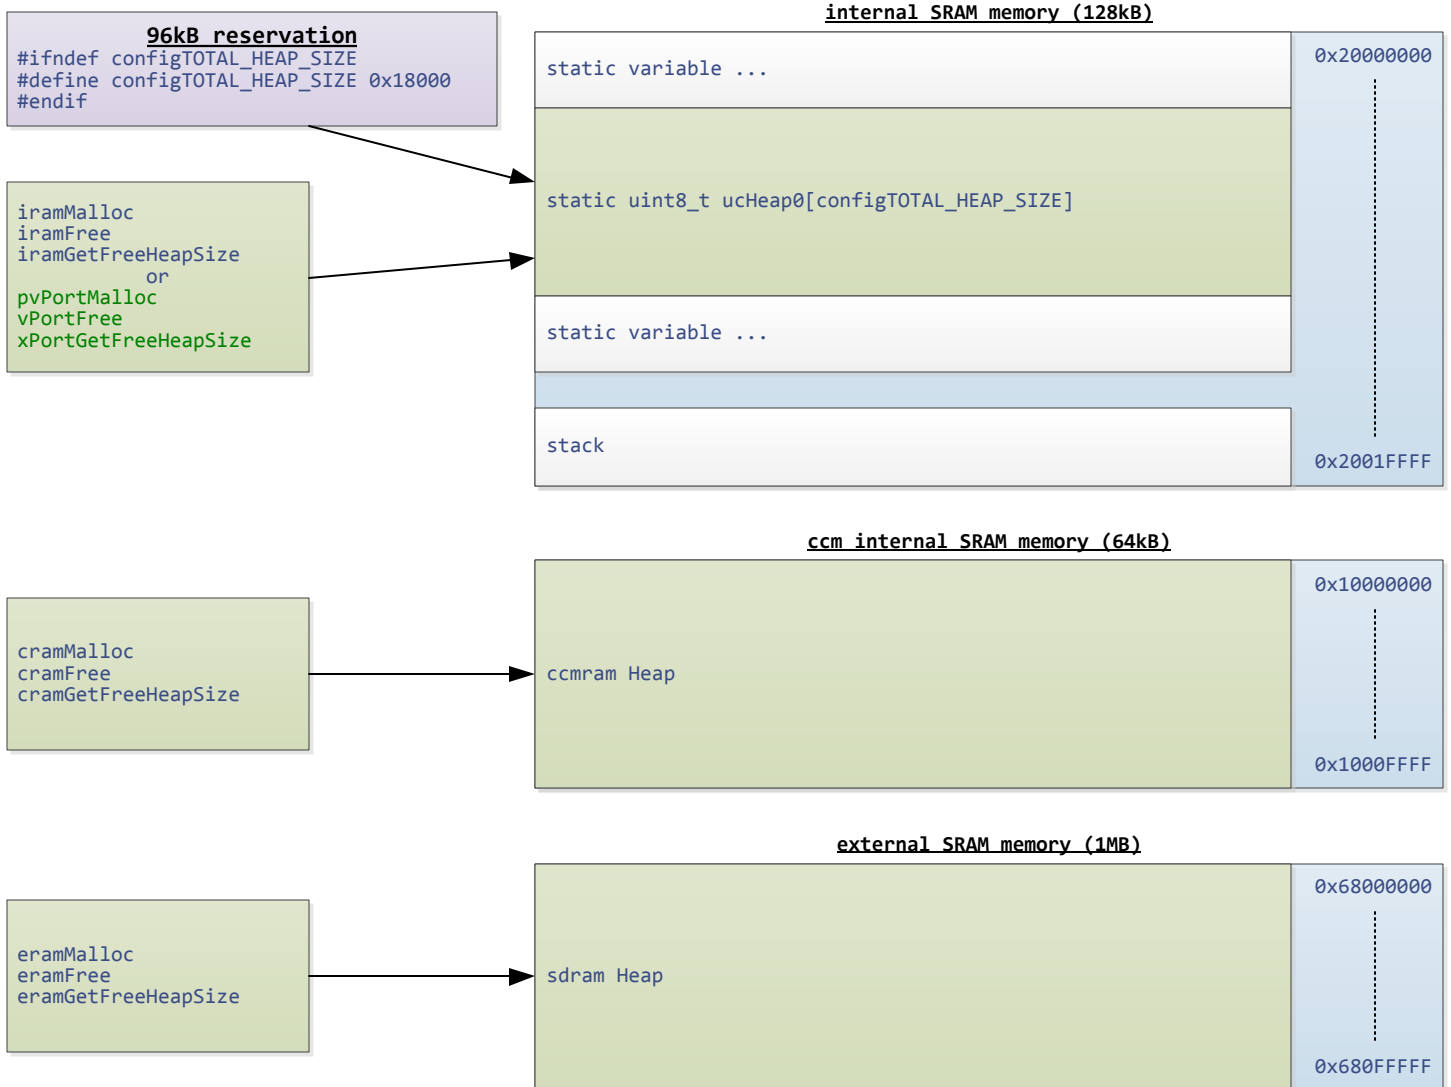 96kB reservation
#ifndef configTOTAL_HEAP_SIZE
#define configTOTAL_HEAP_SIZE 0x18000
#endif
iramMalloc
iramFree
iramGetFreeHeapSize
or
pvPortMalloc
vPortFree
xPortGetFreeHeapSize
internal SRAM memory (128kB)
static variable ...
static uint8_t ucHeap0[configTOTAL_HEAP_SIZE]
static variable ...
stack
0x20000000
0x2001FFFF
cramMalloc
cramFree
cramGetFreeHeapSize
ccm internal SRAM memory (64kB)
ccmram Heap
0x10000000
0x1000FFFF
eramMalloc
eramFree
eramGetFreeHeapSize
external SRAM memory (1MB)
sdram Heap
0x68000000
0x680FFFFF